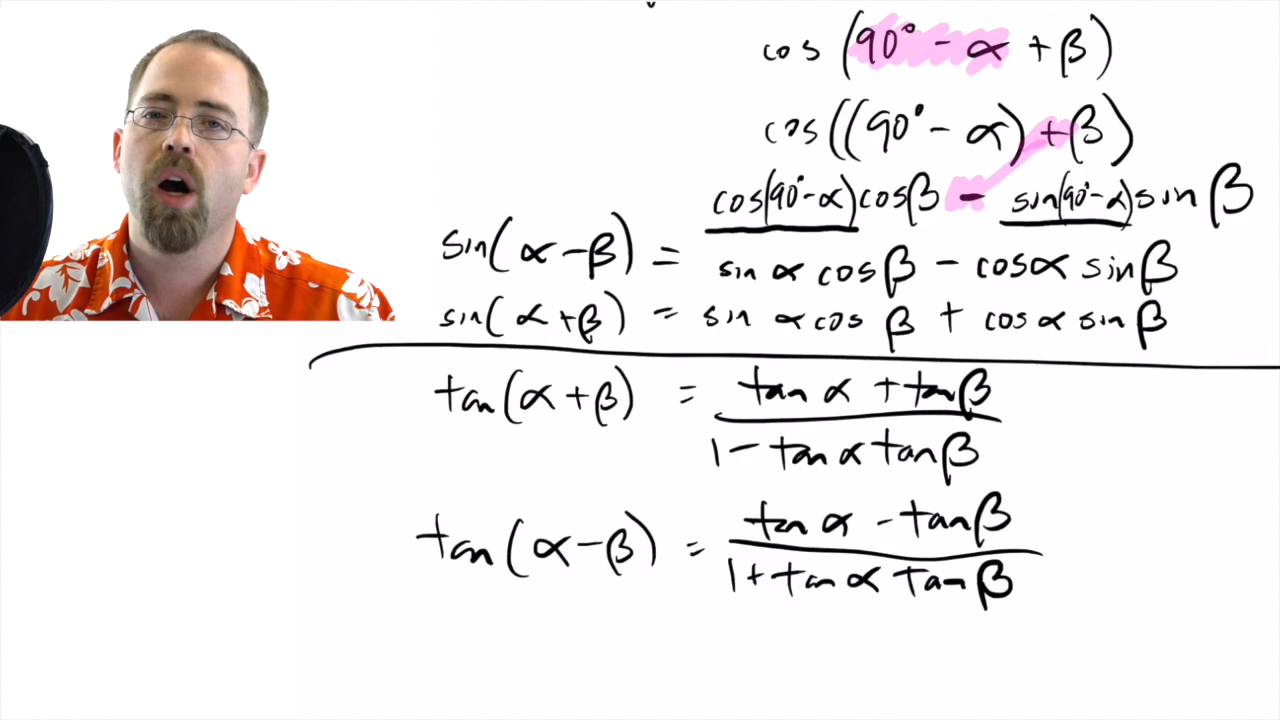 cos (90° - α + β)
cos((90° - α) + β)
cos(90° - α) cos β - sin(90° - α) sin β
sin(α - β) = sin α cos β - cos α sin β
sin(α + β) = sin α cos β + cos α sin β
tan(α + β) = tan α + tan β
1 - tan α tan β
tan(α - β) = tan α - tan β
1 + tan α tan β